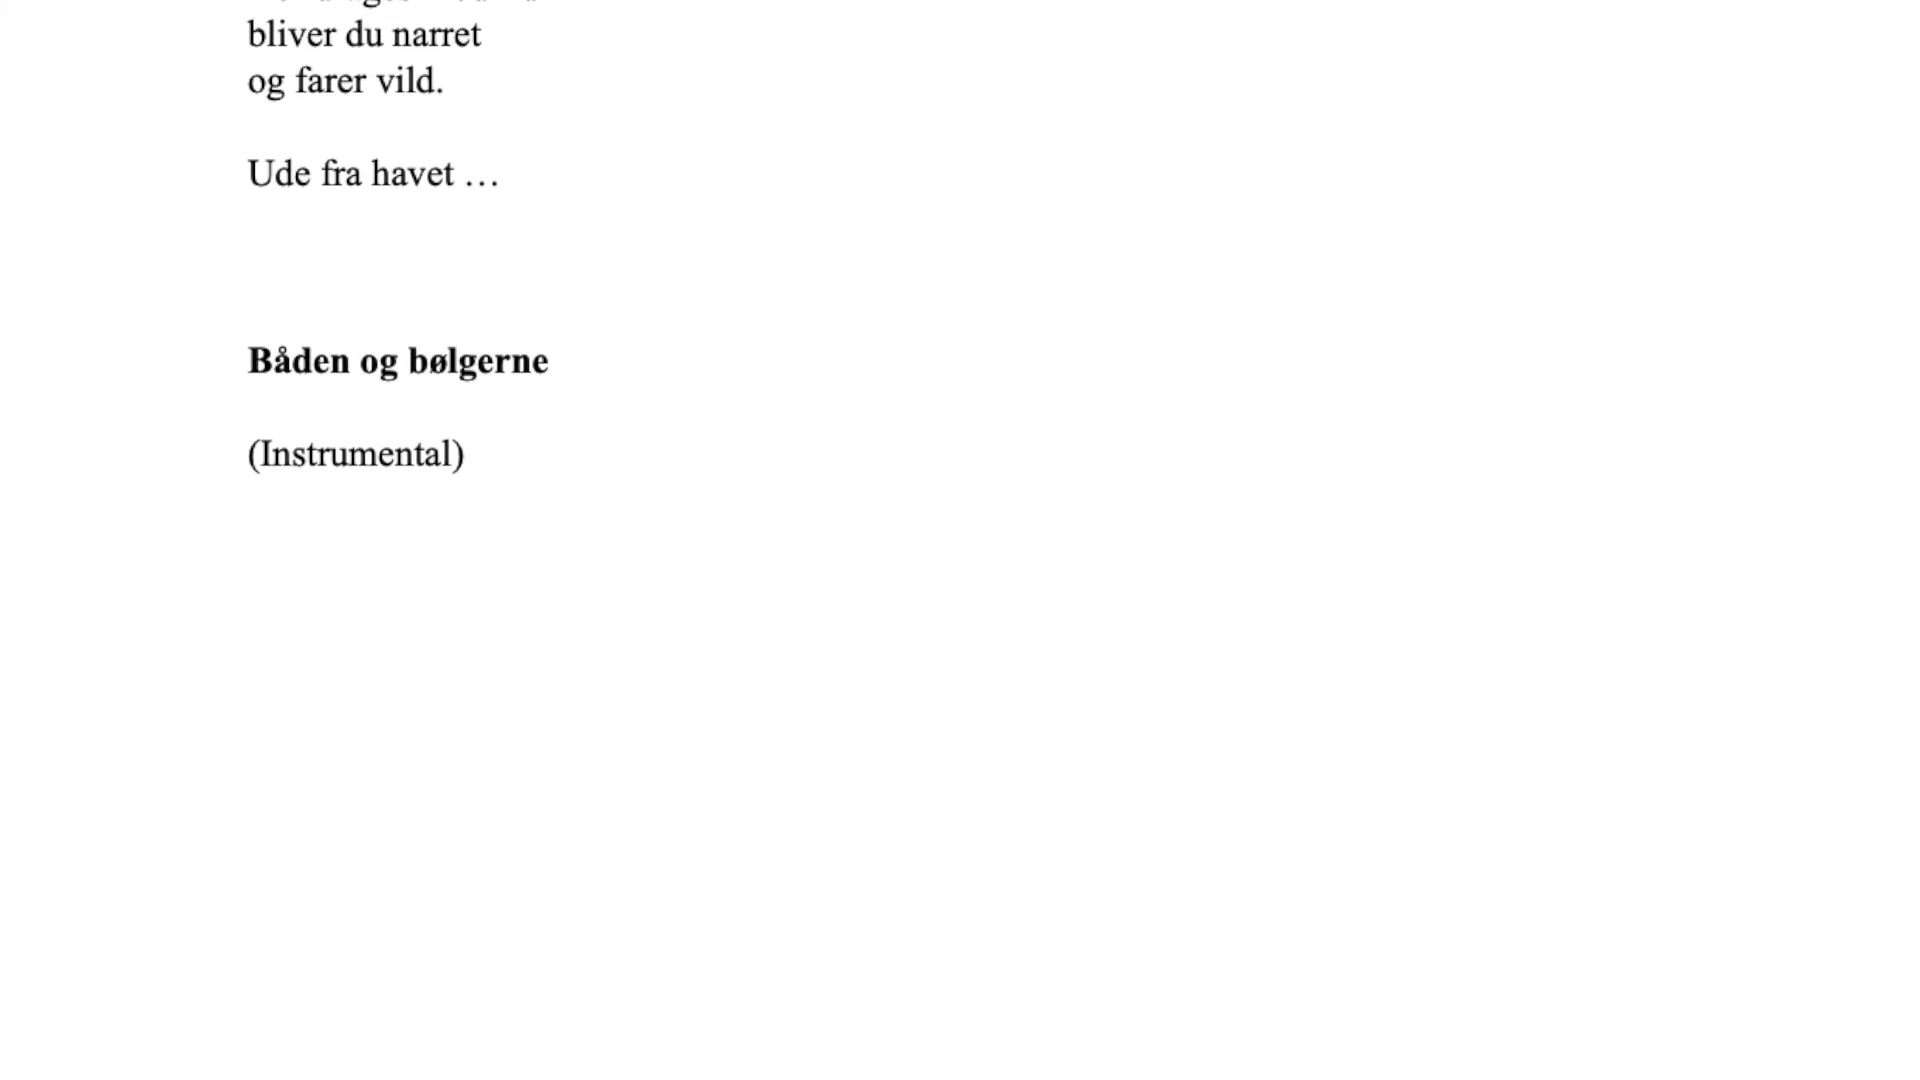 bliver du narret
og farer vild.
Ude fra havet …
Båden og bølgerne
(Instrumental)